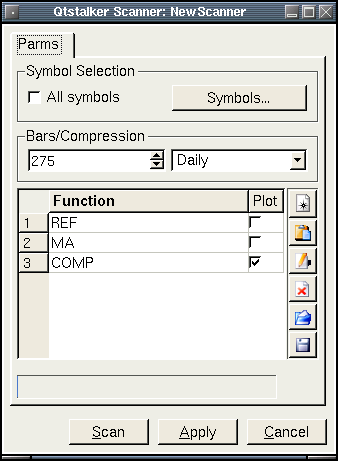 Qtstalker Scanner: NewScanner
Parms
Symbol Selection
All symbols Symbols...
Bars/Compression
275 Daily
Function Plot
1 REF
2 MA
3 COMP
Scan Apply Cancel